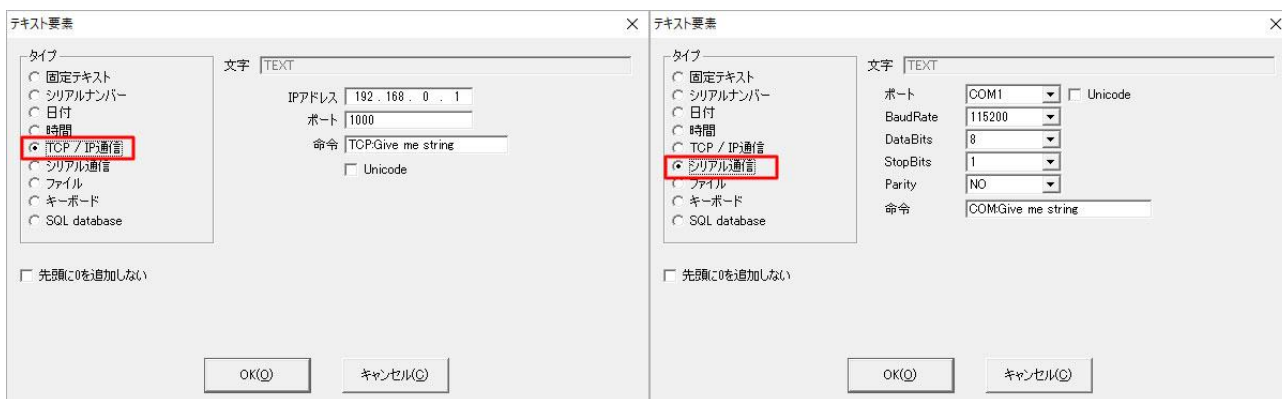 テキスト要素
タイプ
固定テキスト
シリアルナンバー
日付
時間
TCP / IP通信
シリアル通信
ファイル
キーボード
SQL database
文字 TEXT
IPアドレス 192 . 168 . 0 . 1
ポート 1000
命令 TCP:Give me string
Unicode
先頭に0を追加しない
OK(O) キャンセル(C)
テキスト要素
タイプ
固定テキスト
シリアルナンバー
日付
時間
TCP / IP通信
シリアル通信
ファイル
キーボード
SQL database
文字 TEXT
ポート COM1 Unicode
BaudRate 115200
DataBits 8
StopBits 1
Parity NO
命令 COM:Give me string
先頭に0を追加しない
OK(O) キャンセル(C)